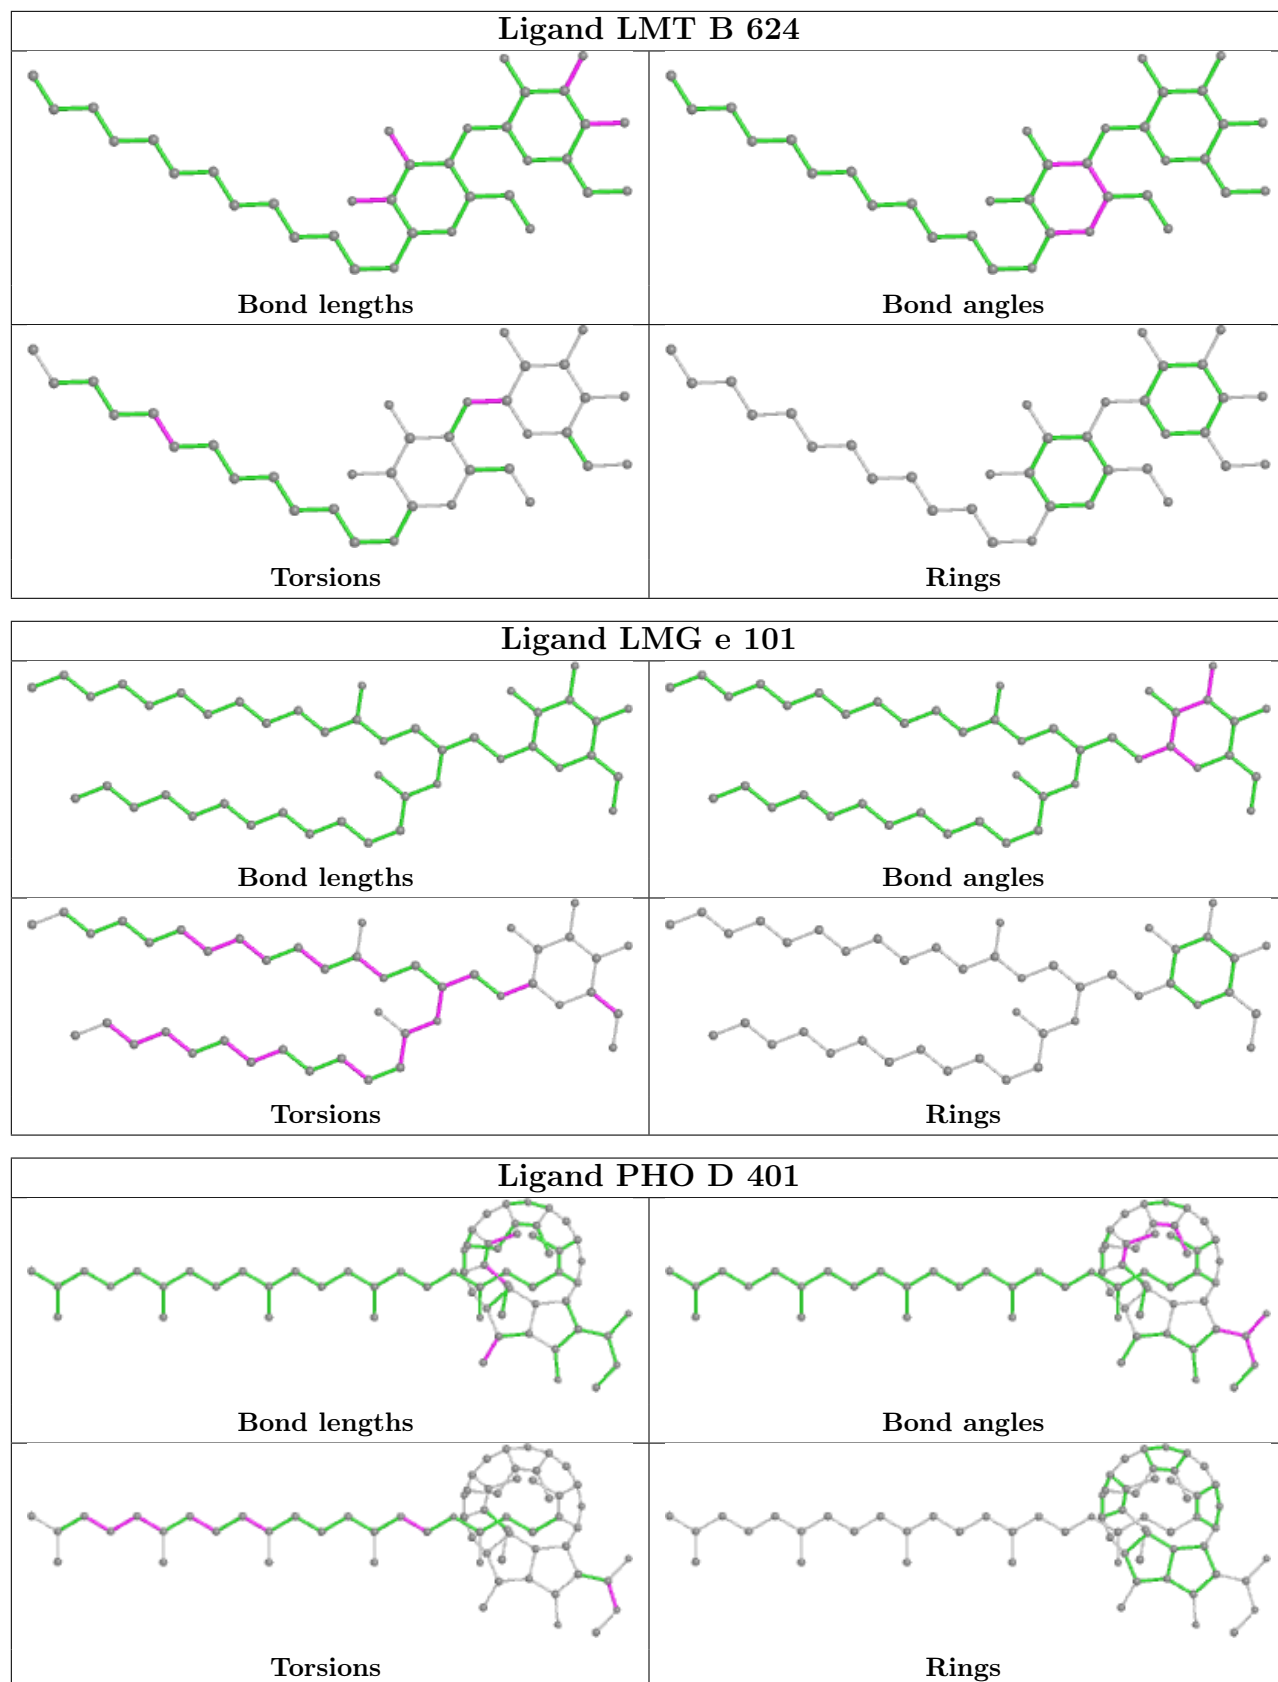 Ligand LMT B 624
Bond lengths
Bond angles
Torsions
Rings
Ligand LMG e 101
Bond lengths
Bond angles
Torsions
Rings
Ligand PHO D 401
Bond lengths
Bond angles
Torsions
Rings